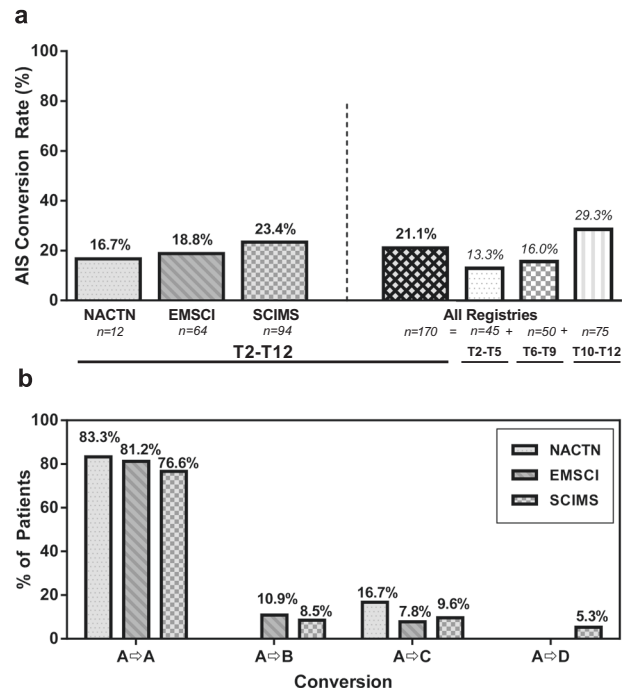 a
AIS Conversion Rate (%)
100
80
60
40
20
0
16.7%
18.8%
23.4%
21.1%
13.3%
16.0%
29.3%
NACTN
EMSCI
SCIMS
All Registries
n=12
n=64
n=94
n=170 = n=45 + n=50 + n=75
T2-T12
T2-T5
T6-T9
T10-T12
b
% of Patients
100
80
60
40
20
0
83.3%
81.2%
76.6%
10.9%
8.5%
16.7%
7.8%
9.6%
5.3%
NACTN
EMSCI
SCIMS
A⇨A
A⇨B
A⇨C
A⇨D
Conversion